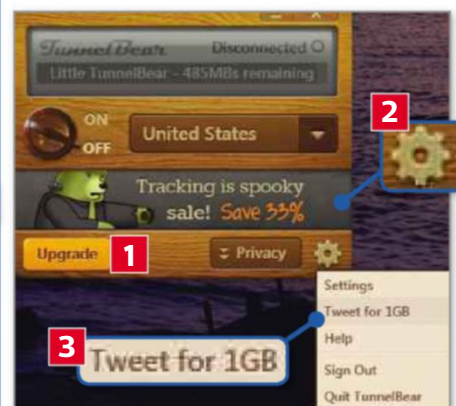 TunnelBear Disconnected
Little TunnelBear - 485MBs remaining
ON
OFF
United States
2
Tracking is spooky
sale! Save 33%
Upgrade
1
Privacy
Settings
Tweet for 1GB
Help
Sign Out
Quit TunnelBear
3
Tweet for 1GB